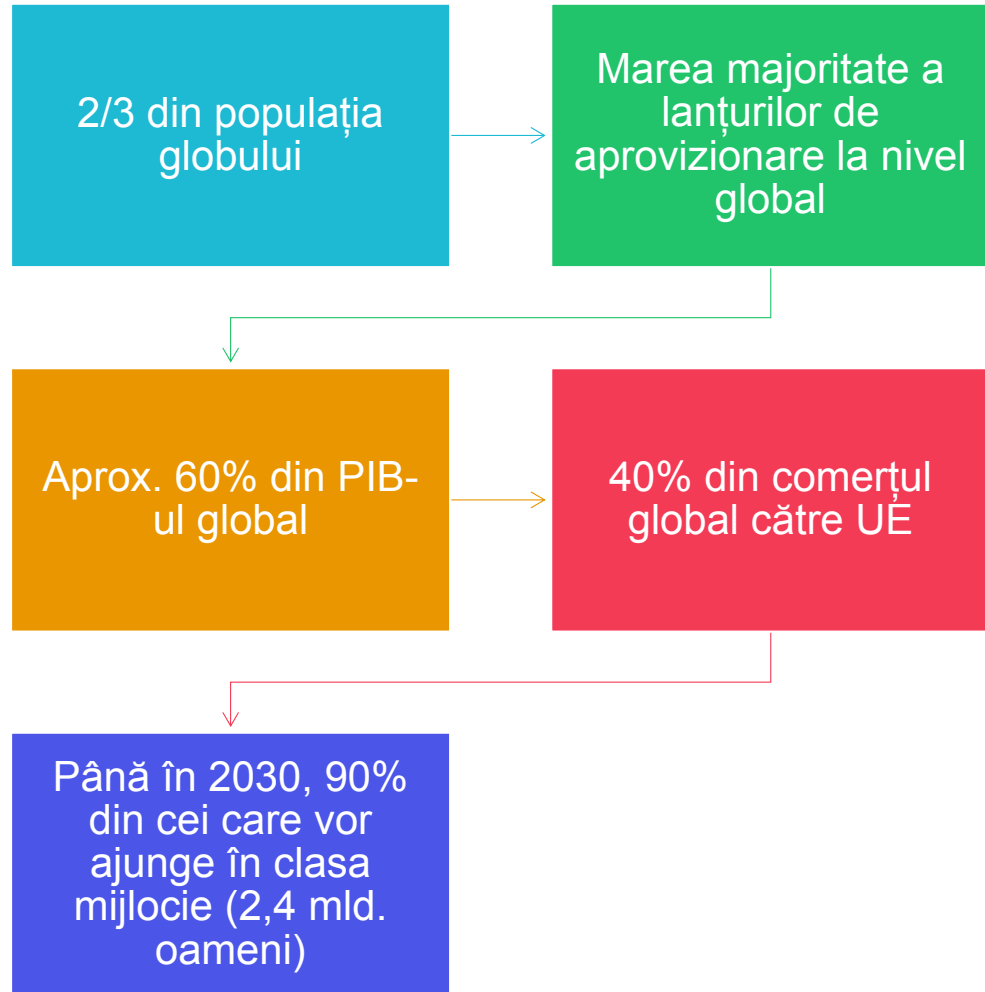 2/3 din populația
globului
Marea majoritate a
lanțurilor de
aprovizionare la nivel
global
Aprox. 60% din PIB-
ul global
40% din comerțul
global către UE
Până în 2030, 90%
din cei care vor
ajunge în clasa
mijlocie (2,4 mld.
oameni)